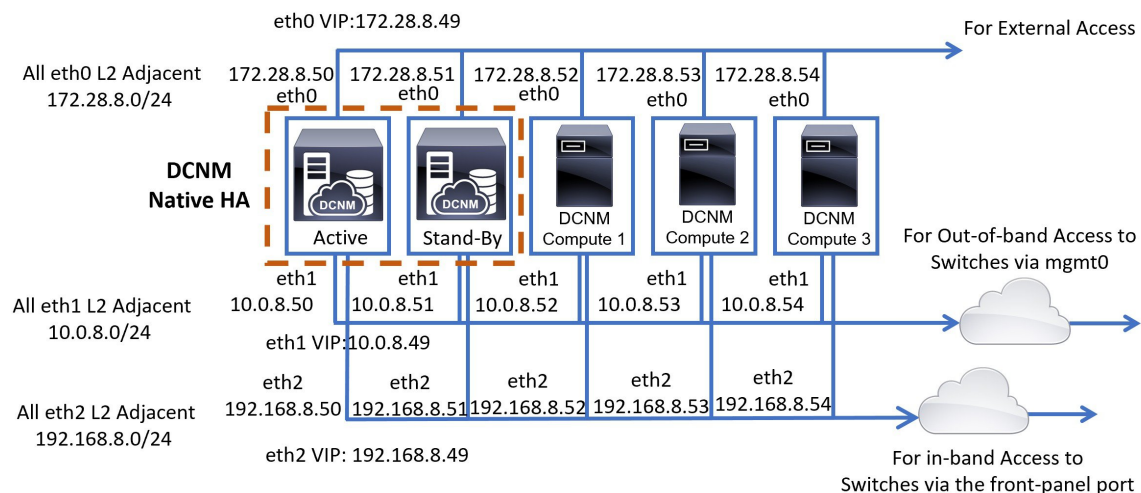 eth0 VIP:172.28.8.49
For External Access
All eth0 L2 Adjacent
172.28.8.0/24
172.28.8.50
eth0
172.28.8.51
eth0
172.28.8.52
eth0
172.28.8.53
eth0
172.28.8.54
eth0
DCNM
Native HA
DCNM
Active
DCNM
Stand-By
DCNM
Compute 1
DCNM
Compute 2
DCNM
Compute 3
For Out-of-band Access to
Switches via mgmt0
All eth1 L2 Adjacent
10.0.8.0/24
eth1
10.0.8.50
eth1
10.0.8.51
eth1
10.0.8.52
eth1
10.0.8.53
eth1
10.0.8.54
eth1 VIP:10.0.8.49
All eth2 L2 Adjacent
192.168.8.0/24
eth2
192.168.8.50
eth2
192.168.8.51
eth2
192.168.8.52
eth2
192.168.8.53
eth2
192.168.8.54
eth2 VIP: 192.168.8.49
For in-band Access to
Switches via the front-panel port